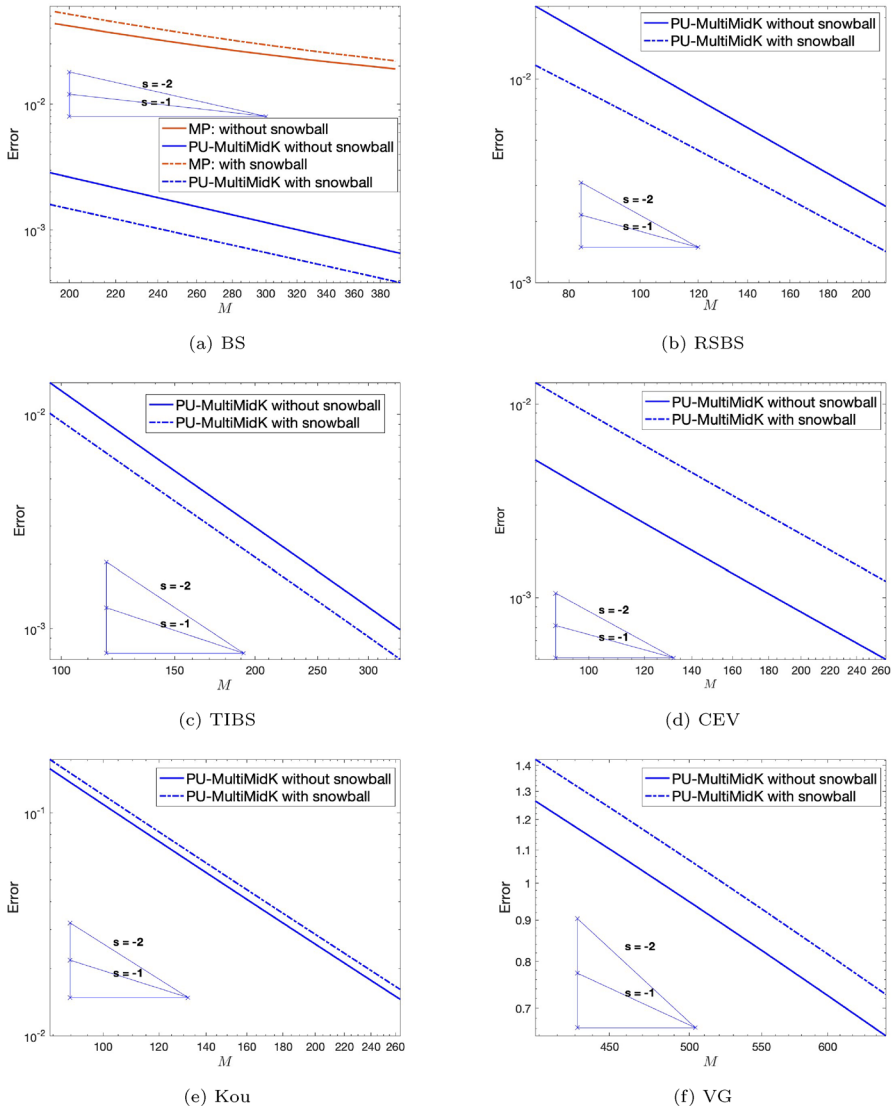 10^-2
Error
s = -2
s = -1
MP: without snowball
PU-MultiMidK without snowball
MP: with snowball
PU-MultiMidK with snowball
10^-3
200 220 240 260 280 300 320 340 360 380
M
(a) BS
PU-MultiMidK without snowball
PU-MultiMidK with snowball
10^-2
Error
s = -2
s = -1
10^-3
80 100 120 140 160 180 200
M
(b) RSBS
PU-MultiMidK without snowball
PU-MultiMidK with snowball
10^-2
Error
s = -2
s = -1
10^-3
100 150 200 250 300
M
(c) TIBS
10^-2
PU-MultiMidK without snowball
PU-MultiMidK with snowball
Error
10^-3
s = -2
s = -1
100 120 140 160 180 200 220 240 260
M
(d) CEV
PU-MultiMidK without snowball
PU-MultiMidK with snowball
10^-1
Error
s = -2
s = -1
10^-2
100 120 140 160 180 200 220 240 260
M
(e) Kou
1.4
PU-MultiMidK without snowball
1.3
PU-MultiMidK with snowball
1.2
1.1
1
Error
0.9
s = -2
0.8
s = -1
0.7
450 500 550 600
M
(f) VG